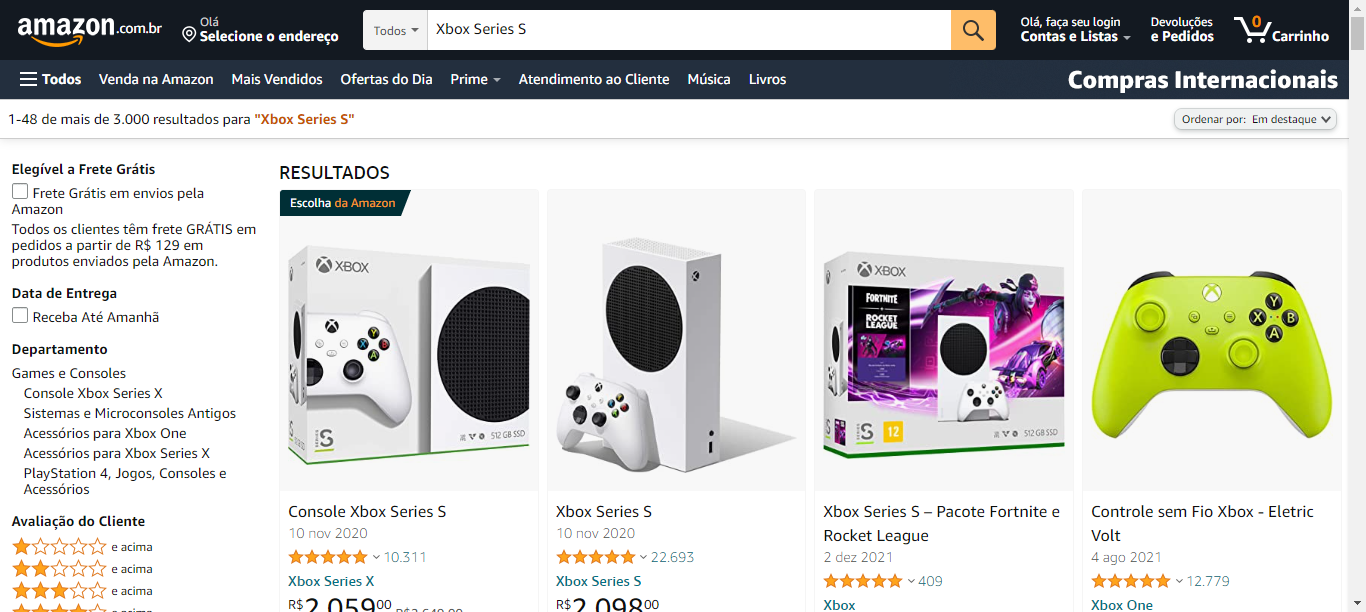 amazon.com.br
Olá
Selecione o endereço
Todos
Xbox Series S
Olá, faça seu login
Contas e Listas
Devoluções
e Pedidos
0
Carrinho
Todos
Venda na Amazon
Mais Vendidos
Ofertas do Dia
Prime
Atendimento ao Cliente
Música
Livros
Compras Internacionais
1-48 de mais de 3.000 resultados para "Xbox Series S"
Ordenar por: Em destaque
Elegível a Frete Grátis
Frete Grátis em envios pela
Amazon
Todos os clientes têm frete GRÁTIS em
pedidos a partir de R$ 129 em
produtos enviados pela Amazon.
Data de Entrega
Receba Até Amanhã
Departamento
Games e Consoles
Console Xbox Series X
Sistemas e Microconsoles Antigos
Acessórios para Xbox One
Acessórios para Xbox Series X
PlayStation 4, Jogos, Consoles e
Acessórios
Avaliação do Cliente
e acima
e acima
e acima
RESULTADOS
Escolha da Amazon
XBOX
Y
X
B
A
SERIES
S
512 GB SSD
Console Xbox Series S
10 nov 2020
10.311
Xbox Series X
R$ 2.059 00
Xbox Series S
10 nov 2020
22.693
Xbox Series S
R$ 2.098 00
XBOX
FORTNITE
ROCKET
LEAGUE
SERIES
S
12
512 GB SSD
Xbox Series S – Pacote Fortnite e
Rocket League
2 dez 2021
409
Xbox
Y
X
B
A
Controle sem Fio Xbox - Eletric
Volt
4 ago 2021
12.779
Xbox One